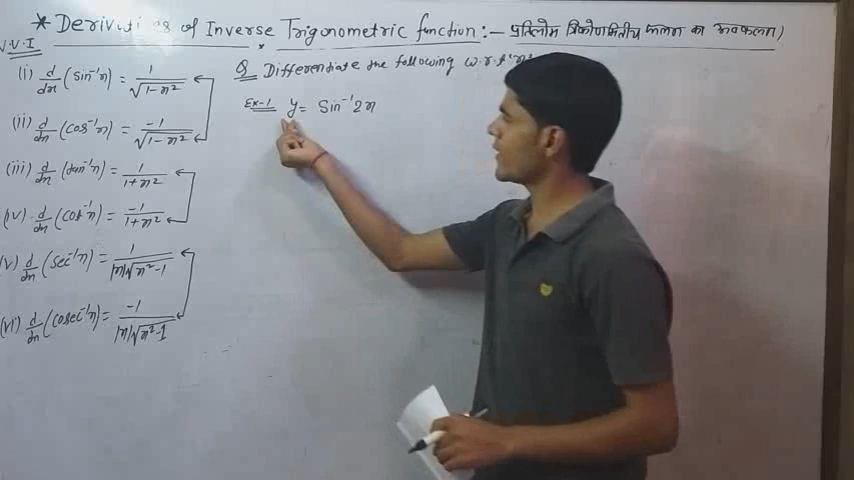 * Derivatives of Inverse Trigonometric function :- प्रतिलोम त्रिकोणमितीय फलन का अवकलन)
V.V.I
(i) d/dx (sin⁻¹x) = 1/√(1-x²)
(ii) d/dx (cos⁻¹x) = -1/√(1-x²)
(iii) d/dx (tan⁻¹x) = 1/(1+x²)
(iv) d/dx (cot⁻¹x) = -1/(1+x²)
(v) d/dx (sec⁻¹x) = 1/(|x|√(x²-1))
(vi) d/dx (cosec⁻¹x) = -1/(|x|√(x²-1))
Q Differentiate the following w.r.t 'x'
Ex-1 y = Sin⁻¹2x